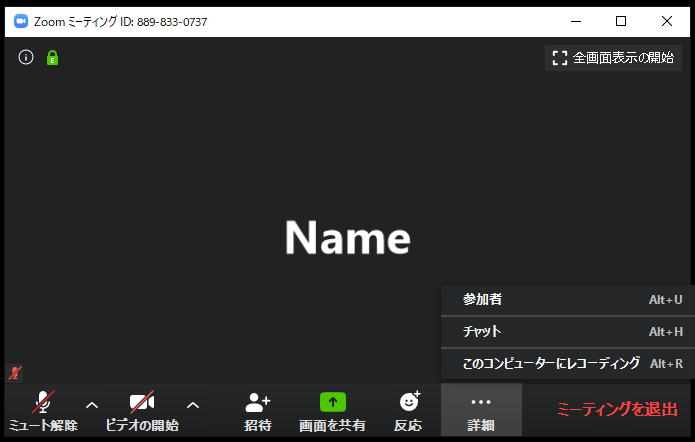 Zoom ミーティング ID: 889-833-0737
E
全画面表示の開始
Name
参加者 Alt+U
チャット Alt+H
このコンピューターにレコーディング Alt+R
ミュート解除 ビデオの開始 招待 画面を共有 反応 詳細 ミーティングを退出